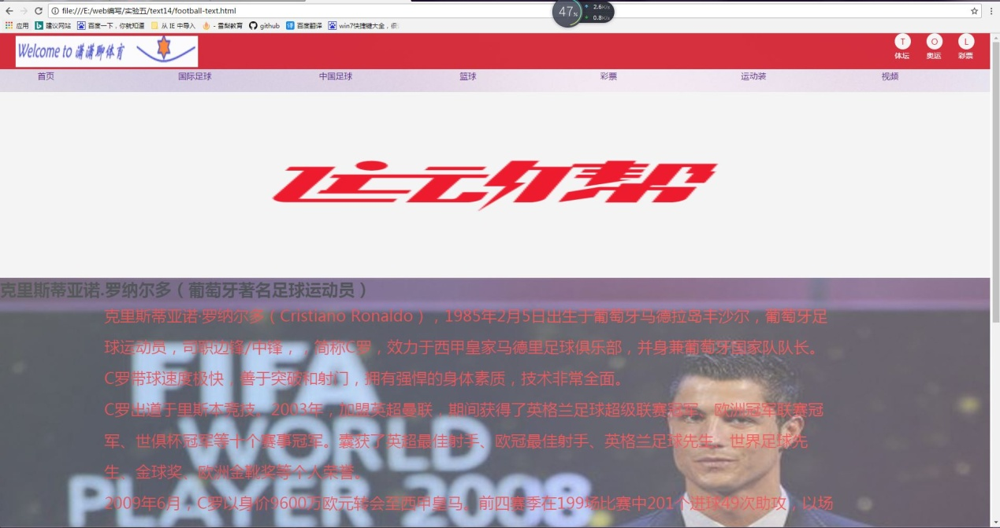 file:///E:/web编写/实验五/text14/football-text.html
47%
2.6K/s
0.8K/s
应用 建议网站 百度一下，你就知道 从 IE 中导入 - 雪梨教育 github 百度翻译 win7快捷键大全，但
Welcome to 潇潇聊体育
T O L
体坛 奥运 彩票
首页 国际足球 中国足球 篮球 彩票 运动装 视频
运动帮
克里斯蒂亚诺.罗纳尔多（葡萄牙著名足球运动员）
克里斯蒂亚诺·罗纳尔多（Cristiano Ronaldo），1985年2月5日出生于葡萄牙马德拉岛丰沙尔，葡萄牙足
球运动员，司职边锋/中锋，，简称C罗，效力于西甲皇家马德里足球俱乐部，并身兼葡萄牙国家队队长。
C罗带球速度极快，善于突破和射门，拥有强悍的身体素质，技术非常全面。
C罗出道于里斯本竞技。2003年，加盟英超曼联，期间获得了英格兰足球超级联赛冠军、欧洲冠军联赛冠
军、世俱杯冠军等十个赛事冠军。囊获了英超最佳射手、欧冠最佳射手、英格兰足球先生、世界足球先
生、金球奖、欧洲金靴奖等个人荣誉。
2009年6月，C罗以身价9600万欧元转会至西甲皇马。前四赛季在199场比赛中201个进球49次助攻，以场
FIFA
WORLD
PLAYER 2008